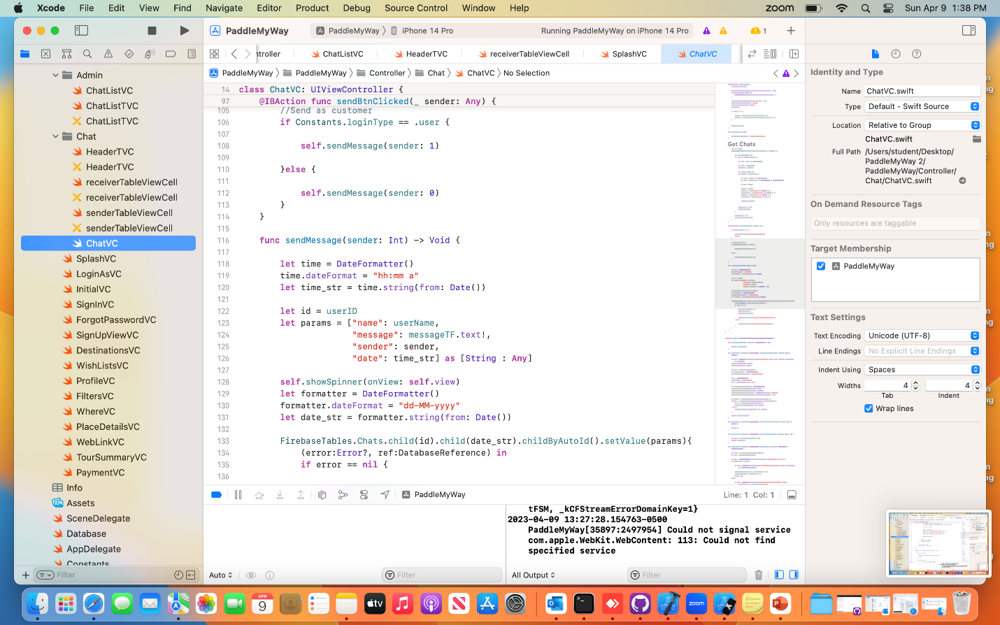 Xcode File Edit View Find Navigate Editor Product Debug Source Control Window Help
zoom Sun Apr 9 1:38 PM
PaddleMyWay
PaddleMyWay iPhone 14 Pro
Running PaddleMyWay on iPhone 14 Pro
1
ntroller ChatListVC HeaderTVC receiverTableViewCell SplashVC ChatVC
PaddleMyWay PaddleMyWay Controller Chat ChatVC No Selection
Admin
ChatListVC
ChatListTVC
ChatListTVC
Chat
HeaderTVC
HeaderTVC
receiverTableViewCell
receiverTableViewCell
senderTableViewCell
senderTableViewCell
ChatVC
SplashVC
LoginAsVC
InitialVC
SignInVC
ForgotPasswordVC
SignUpViewVC
DestinationsVC
WishListsVC
ProfileVC
FiltersVC
WhereVC
PlaceDetailsVC
WebLinkVC
TourSummaryVC
PaymentVC
Info
Assets
SceneDelegate
Database
AppDelegate
Constants
Filter
14 class ChatVC: UIViewController {
97 @IBAction func sendBtnClicked(_ sender: Any) {
105 //Send as customer
106 if Constants.loginType == .user {
107
108 self.sendMessage(sender: 1)
109
110 }else {
111
112 self.sendMessage(sender: 0)
113
114 }
115
116 func sendMessage(sender: Int) -> Void {
117
118 let time = DateFormatter()
119 time.dateFormat = "hh:mm a"
120 let time_str = time.string(from: Date())
121
122 let id = userID
123 let params = ["name": userName,
124 "message": messageTF.text!,
125 "sender": sender,
126 "date": time_str] as [String : Any]
127
128 self.showSpinner(onView: self.view)
129 let formatter = DateFormatter()
130 formatter.dateFormat = "dd-MM-yyyy"
131 let date_str = formatter.string(from: Date())
132
133 FirebaseTables.Chats.child(id).child(date_str).childByAutoId().setValue(params){
134 (error:Error?, ref:DatabaseReference) in
135 if error == nil {
136
Get Chats
PaddleMyWay
Line: 1 Col: 1
tFSM, _kCFStreamErrorDomainKey=1}
2023-04-09 13:27:28.154763-0500
PaddleMyWay[35897:2497954] Could not signal service
com.apple.WebKit.WebContent: 113: Could not find
specified service
Auto
Filter
All Output
Filter
Identity and Type
Name ChatVC.swift
Type Default - Swift Source
Location Relative to Group
ChatVC.swift
Full Path /Users/student/Desktop/
PaddleMyWay 2/
PaddleMyWay/Controller/
Chat/ChatVC.swift
On Demand Resource Tags
Only resources are taggable
Target Membership
PaddleMyWay
Text Settings
Text Encoding Unicode (UTF-8)
Line Endings No Explicit Line Endings
Indent Using Spaces
Widths 4 4
Tab Indent
Wrap lines
APR
9
tv
zoom